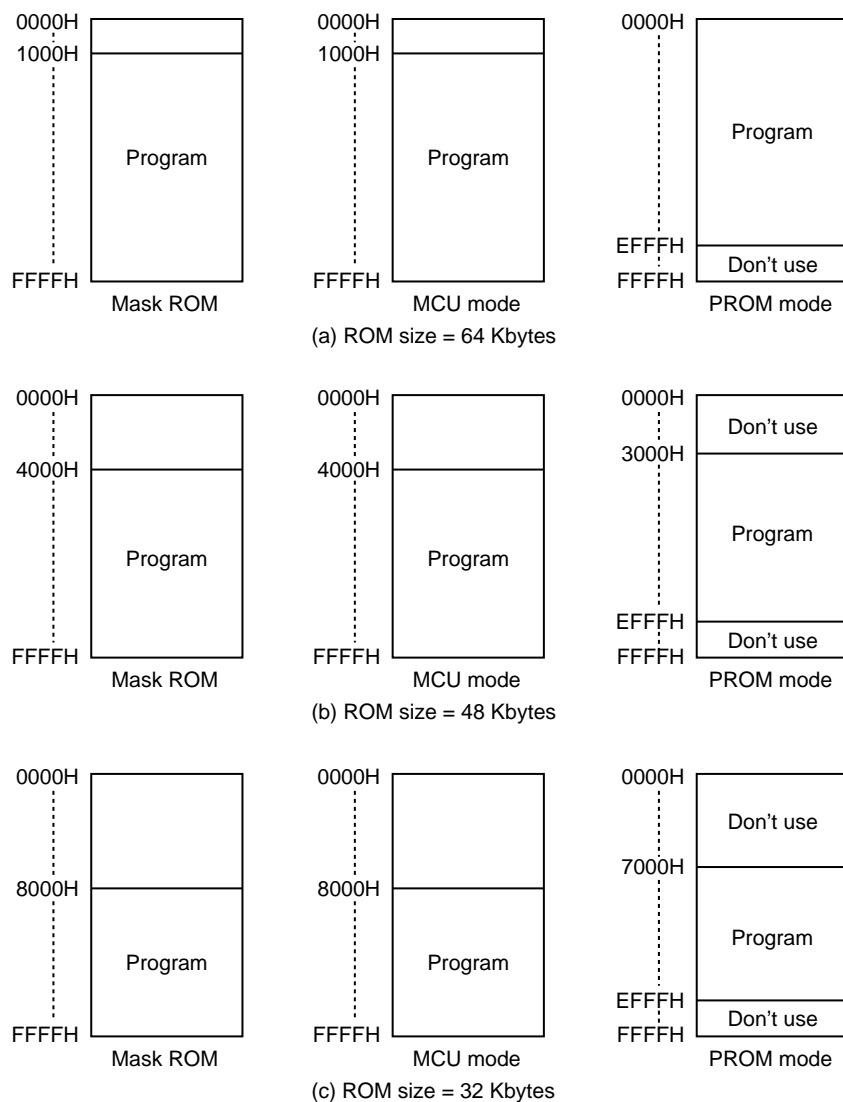 0000H
1000H
Program
FFFFH
Mask ROM
0000H
1000H
Program
FFFFH
MCU mode
0000H
Program
EFFFH
Don't use
FFFFH
PROM mode
(a) ROM size = 64 Kbytes
0000H
4000H
Program
FFFFH
Mask ROM
0000H
4000H
Program
FFFFH
MCU mode
0000H
Don't use
3000H
Program
EFFFH
Don't use
FFFFH
PROM mode
(b) ROM size = 48 Kbytes
0000H
8000H
Program
FFFFH
Mask ROM
0000H
8000H
Program
FFFFH
MCU mode
0000H
Don't use
7000H
Program
EFFFH
Don't use
FFFFH
PROM mode
(c) ROM size = 32 Kbytes